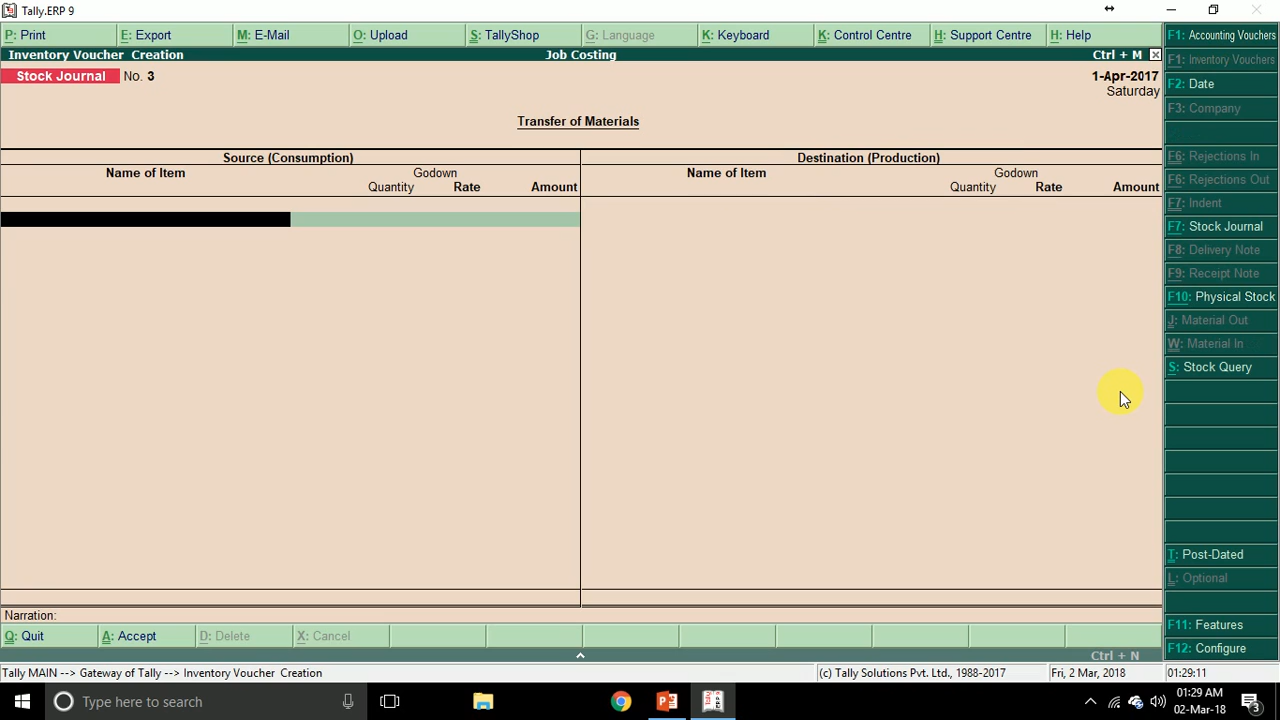 Tally.ERP 9
P: Print E: Export M: E-Mail O: Upload S: TallyShop G: Language K: Keyboard K: Control Centre H: Support Centre H: Help
Inventory Voucher Creation Job Costing Ctrl + M
Stock Journal No. 3 1-Apr-2017
Saturday
Transfer of Materials
Source (Consumption) Destination (Production)
Name of Item Godown Name of Item Godown
Quantity Rate Amount Quantity Rate Amount
Narration:
Q: Quit A: Accept D: Delete X: Cancel
Ctrl + N
F1: Accounting Vouchers
F1: Inventory Vouchers
F2: Date
F3: Company
F6: Rejections In
F6: Rejections Out
F7: Indent
F7: Stock Journal
F8: Delivery Note
F9: Receipt Note
F10: Physical Stock
J: Material Out
W: Material In
S: Stock Query
T: Post-Dated
L: Optional
F11: Features
F12: Configure
Tally MAIN --> Gateway of Tally --> Inventory Voucher Creation (c) Tally Solutions Pvt. Ltd., 1988-2017 Fri, 2 Mar, 2018 01:29:11
Type here to search
01:29 AM
02-Mar-18
3